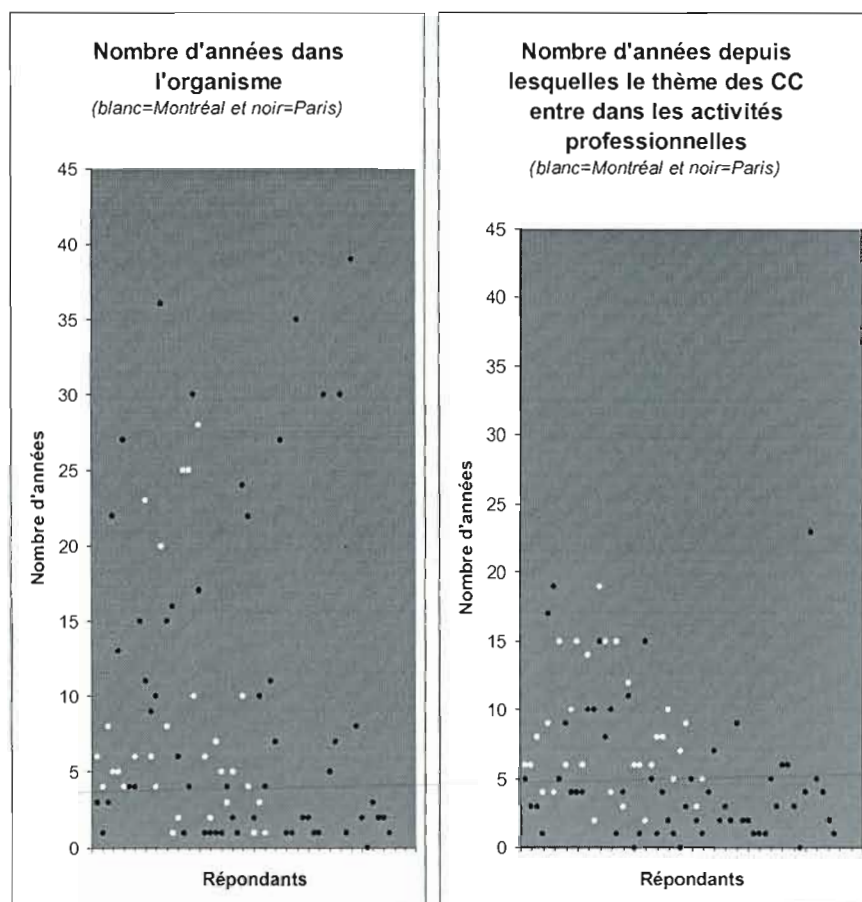 Nombre d'années dans
l'organisme
(blanc=Montréal et noir=Paris)
45
40
35
30
25
20
15
10
5
0
Nombre d'années
Répondants
Nombre d'années depuis
lesquelles le thème des CC
entre dans les activités
professionnelles
(blanc=Montréal et noir=Paris)
45
40
35
30
25
20
15
10
5
0
Nombre d'années
Répondants